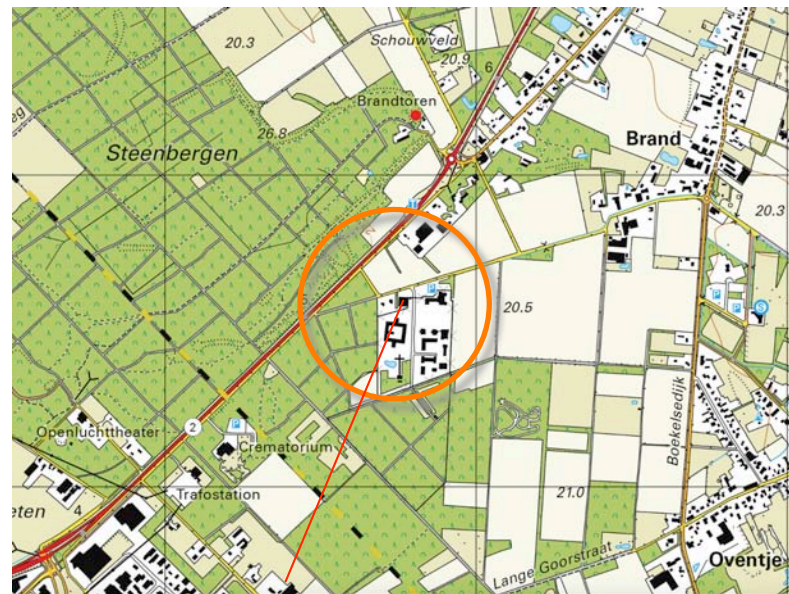 20.3
Schouwveld
20.9
6
Brandtoren
26.8
Steenbergen
Brand
20.3
P
20.5
P
P
S
Boekelsedijk
2
P
Openluchttheater
Crematorium
Trafostation
21.0
eten
4
Lange Goorstraat
Oventje